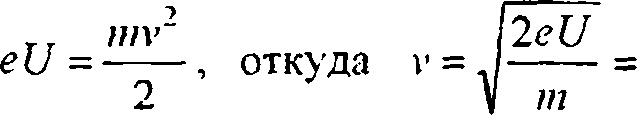 eU = mv²/2, откуда v = √(2eU/m) =